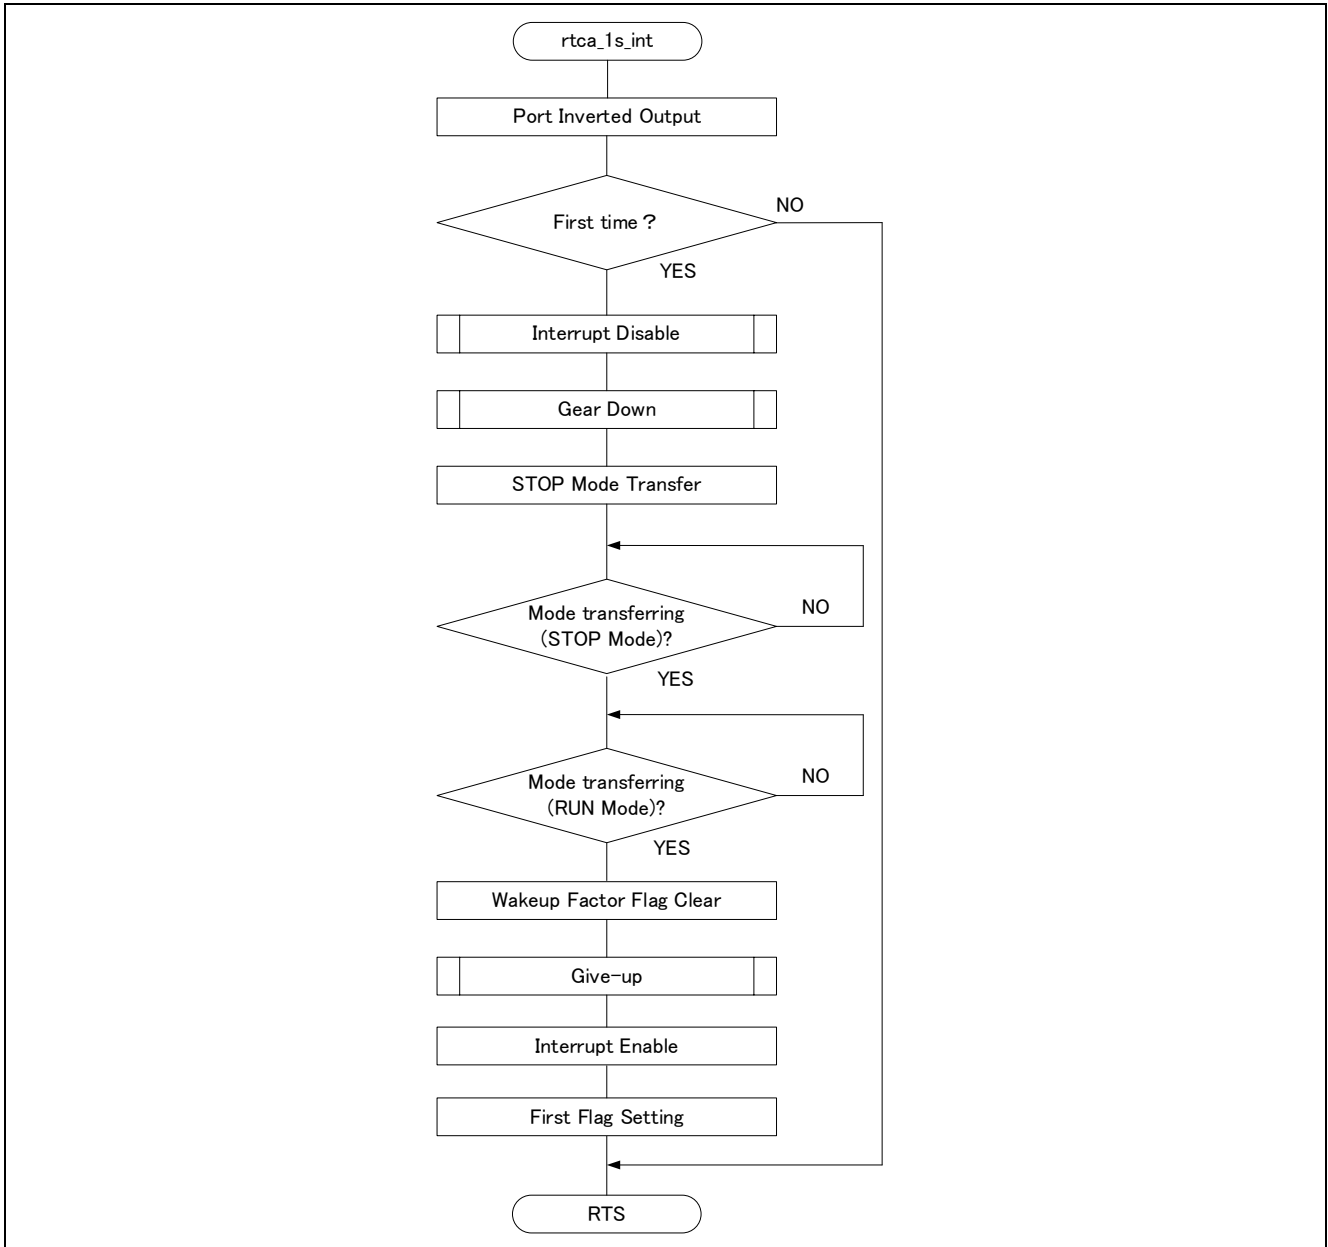 rtca_1s_int
Port Inverted Output
First time？
NO
YES
Interrupt Disable
Gear Down
STOP Mode Transfer
Mode transferring
(STOP Mode)?
NO
YES
Mode transferring
(RUN Mode)?
NO
YES
Wakeup Factor Flag Clear
Give-up
Interrupt Enable
First Flag Setting
RTS